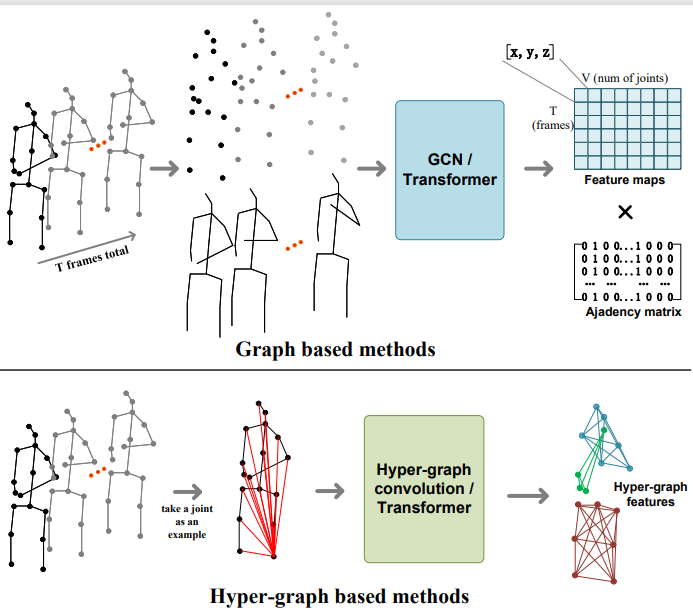 [x, y, z]
V (num of joints)
T
(frames)
T frames total
GCN /
Transformer
Feature maps
×
0 1 0 0...1 0 0 0
0 1 0 0...1 0 0 0
0 1 0 0...1 0 0 0
... ... ... ...
0 1 0 0...1 0 0 0
Ajadency matrix
Graph based methods
take a joint
as an
example
Hyper-graph
convolution /
Transformer
Hyper-graph
features
Hyper-graph based methods